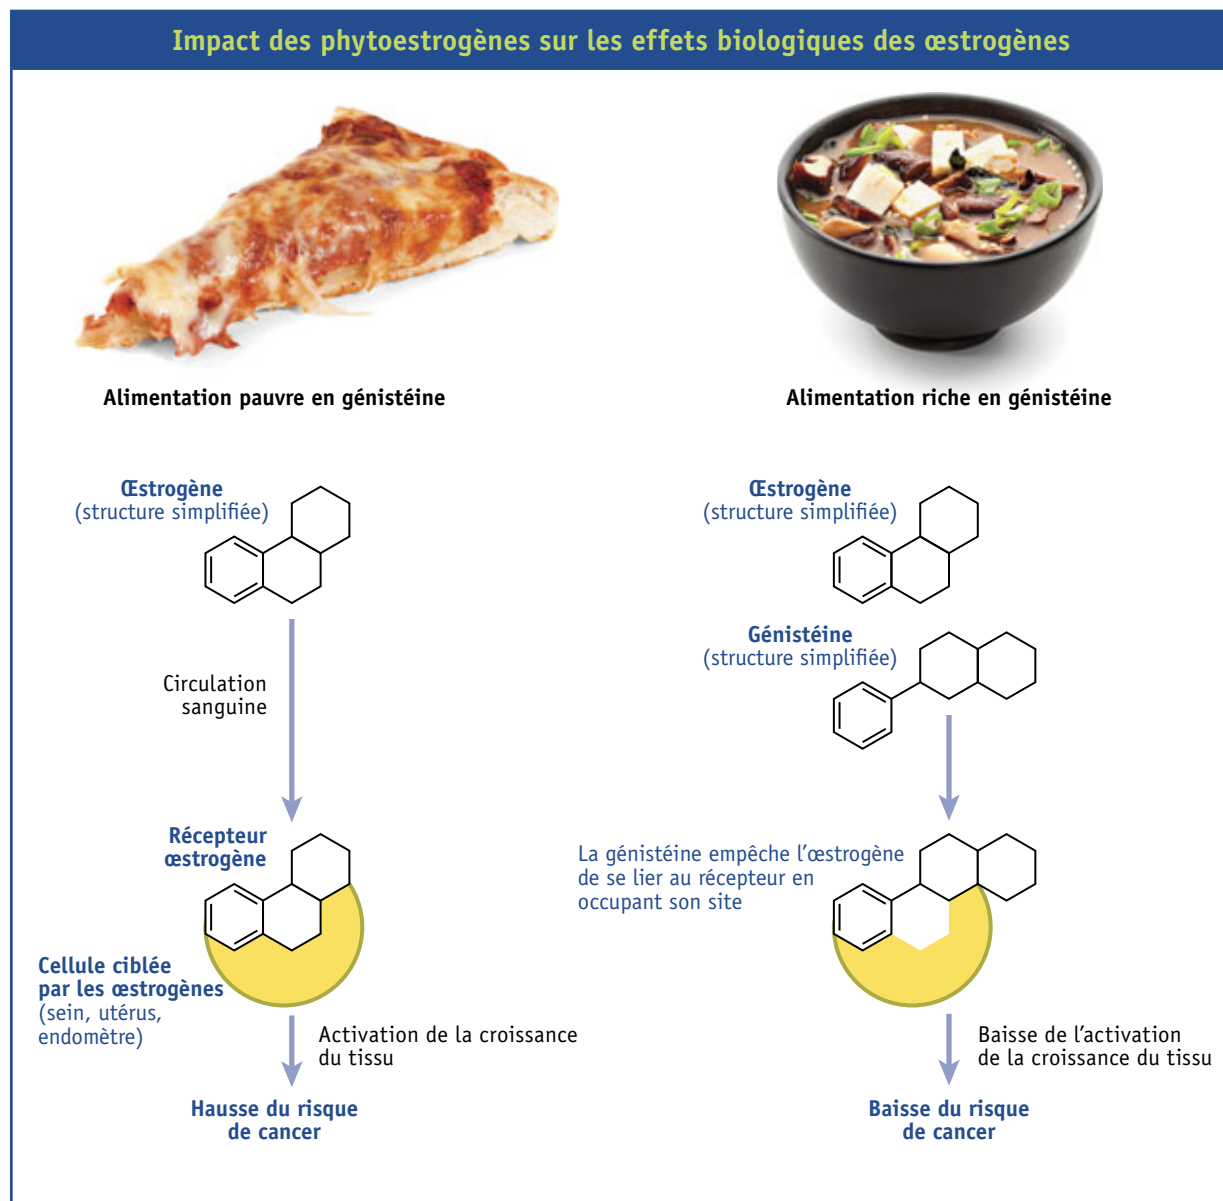 Impact des phytoestrogènes sur les effets biologiques des œstrogènes
Alimentation pauvre en génistéine
Œstrogène
(structure simplifiée)
Circulation
sanguine
Récepteur
œstrogène
Cellule ciblée
par les œstrogènes
(sein, utérus,
endomètre)
Activation de la croissance
du tissu
Hausse du risque
de cancer
Alimentation riche en génistéine
Œstrogène
(structure simplifiée)
Génistéine
(structure simplifiée)
La génistéine empêche l’œstrogène
de se lier au récepteur en
occupant son site
Baisse de l’activation
de la croissance du tissu
Baisse du risque
de cancer